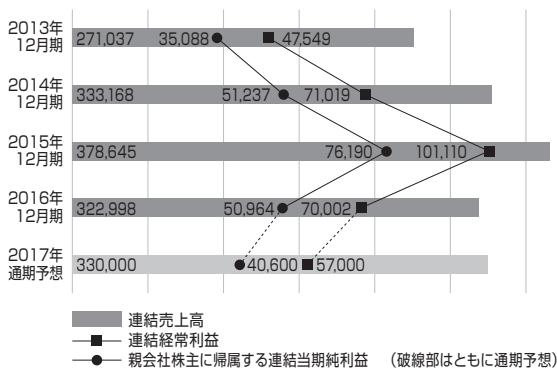 2013年
12月期
271,037 35,088 47,549
2014年
12月期
333,168 51,237 71,019
2015年
12月期
378,645 76,190 101,110
2016年
12月期
322,998 50,964 70,002
2017年
通期予想
330,000 40,600 57,000
連結売上高
連結経常利益
親会社株主に帰属する連結当期純利益 （破線部はともに通期予想）